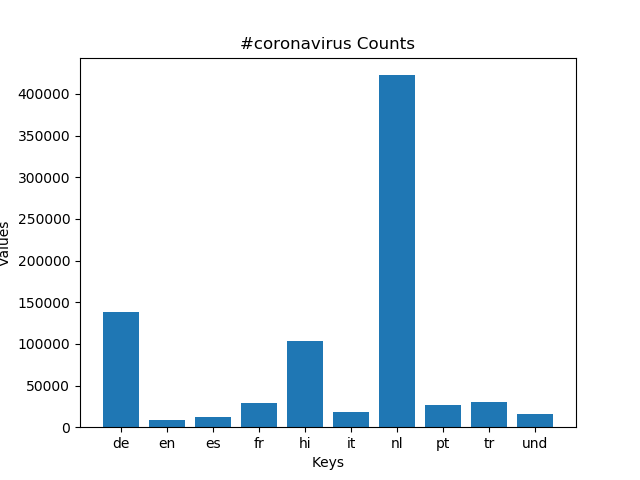 #coronavirus Counts
400000
350000
300000
250000
200000
150000
100000
50000
0
Values
de en es fr hi it nl pt tr und
Keys